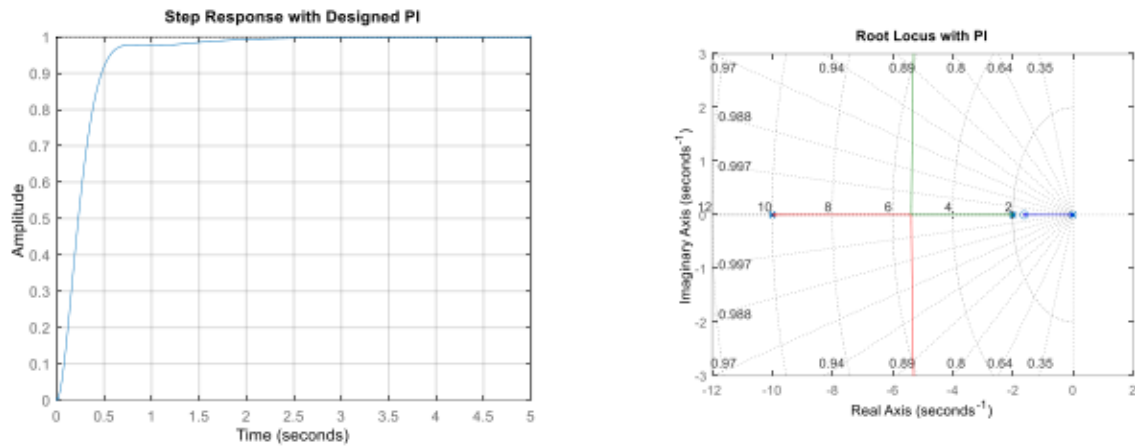 Step Response with Designed PI
1
0.9
0.8
0.7
0.6
0.5
0.4
0.3
0.2
0.1
0
Amplitude
0 0.5 1 1.5 2 2.5 3 3.5 4 4.5 5
Time (seconds)
Root Locus with PI
3
2
1
0
-1
-2
-3
Imaginary Axis (seconds⁻¹)
0.97 0.94 0.89 0.8 0.64 0.35
0.988
0.997
12 10 8 6 4 2
0.997
0.988
0.97 0.94 0.89 0.8 0.64 0.35
-12 -10 -8 -6 -4 -2 0 2
Real Axis (seconds⁻¹)